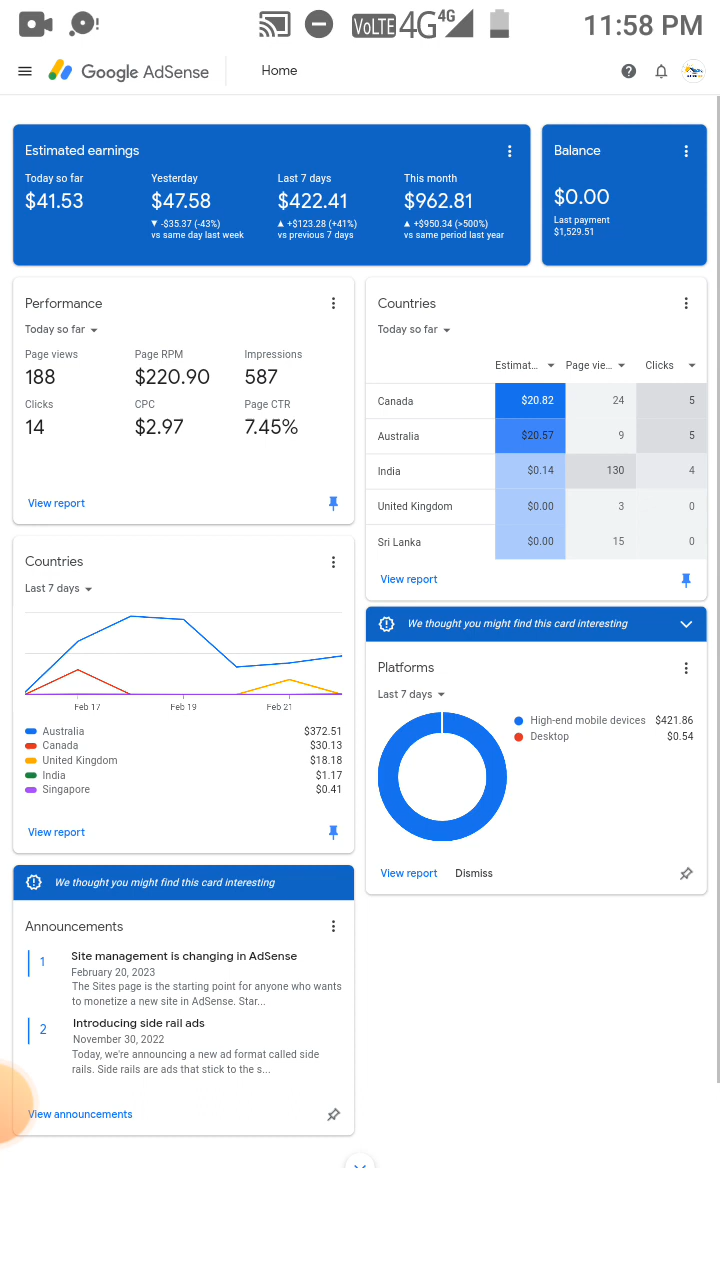 VoLTE 4G 4G 11:58 PM
Google AdSense Home
Estimated earnings
Today so far Yesterday Last 7 days This month
$41.53 $47.58 $422.41 $962.81
▼ -$35.37 (-43%) ▲ +$123.28 (+41%) ▲ +$950.34 (>500%)
vs same day last week vs previous 7 days vs same period last year
Balance
$0.00
Last payment
$1,529.51
Performance
Today so far
Page views Page RPM Impressions
188 $220.90 587
Clicks CPC Page CTR
14 $2.97 7.45%
View report
Countries
Today so far
Estimat... Page vie... Clicks
Canada $20.82 24 5
Australia $20.57 9 5
India $0.14 130 4
United Kingdom $0.00 3 0
Sri Lanka $0.00 15 0
View report
Countries
Last 7 days
Feb 17 Feb 19 Feb 21
Australia $372.51
Canada $30.13
United Kingdom $18.18
India $1.17
Singapore $0.41
View report
We thought you might find this card interesting
Platforms
Last 7 days
High-end mobile devices $421.86
Desktop $0.54
View report Dismiss
We thought you might find this card interesting
Announcements
1 Site management is changing in AdSense
February 20, 2023
The Sites page is the starting point for anyone who wants
to monetize a new site in AdSense. Star...
2 Introducing side rail ads
November 30, 2022
Today, we're announcing a new ad format called side
rails. Side rails are ads that stick to the s...
View announcements